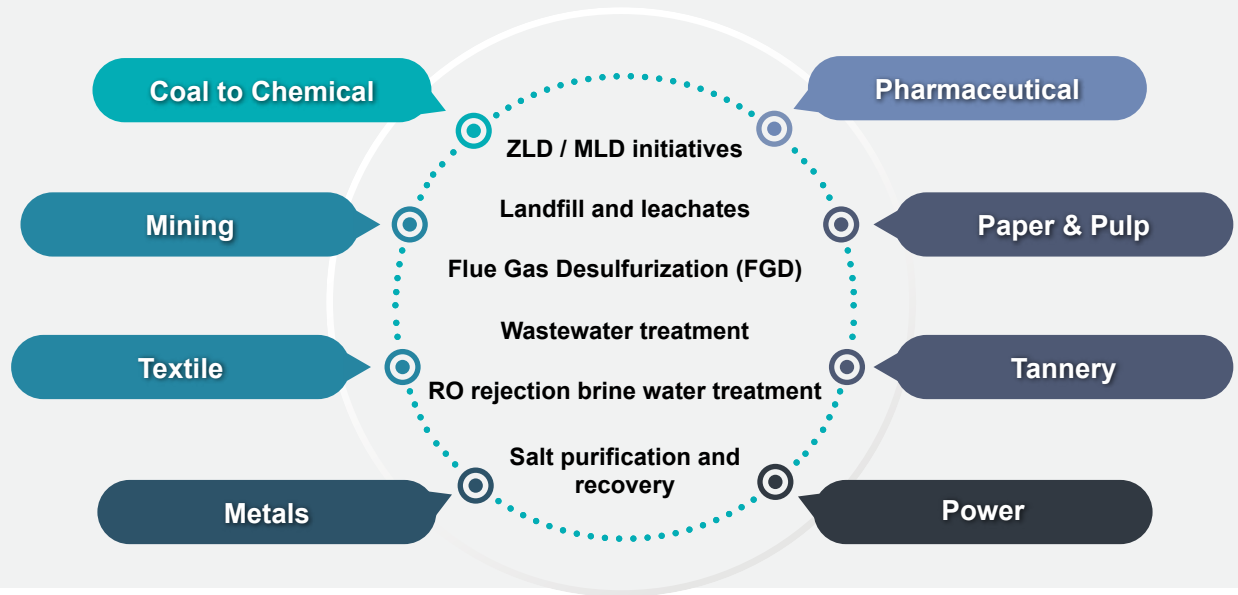 Coal to Chemical
Pharmaceutical
ZLD / MLD initiatives
Landfill and leachates
Mining
Paper & Pulp
Flue Gas Desulfurization (FGD)
Wastewater treatment
Textile
Tannery
RO rejection brine water treatment
Salt purification and
recovery
Metals
Power